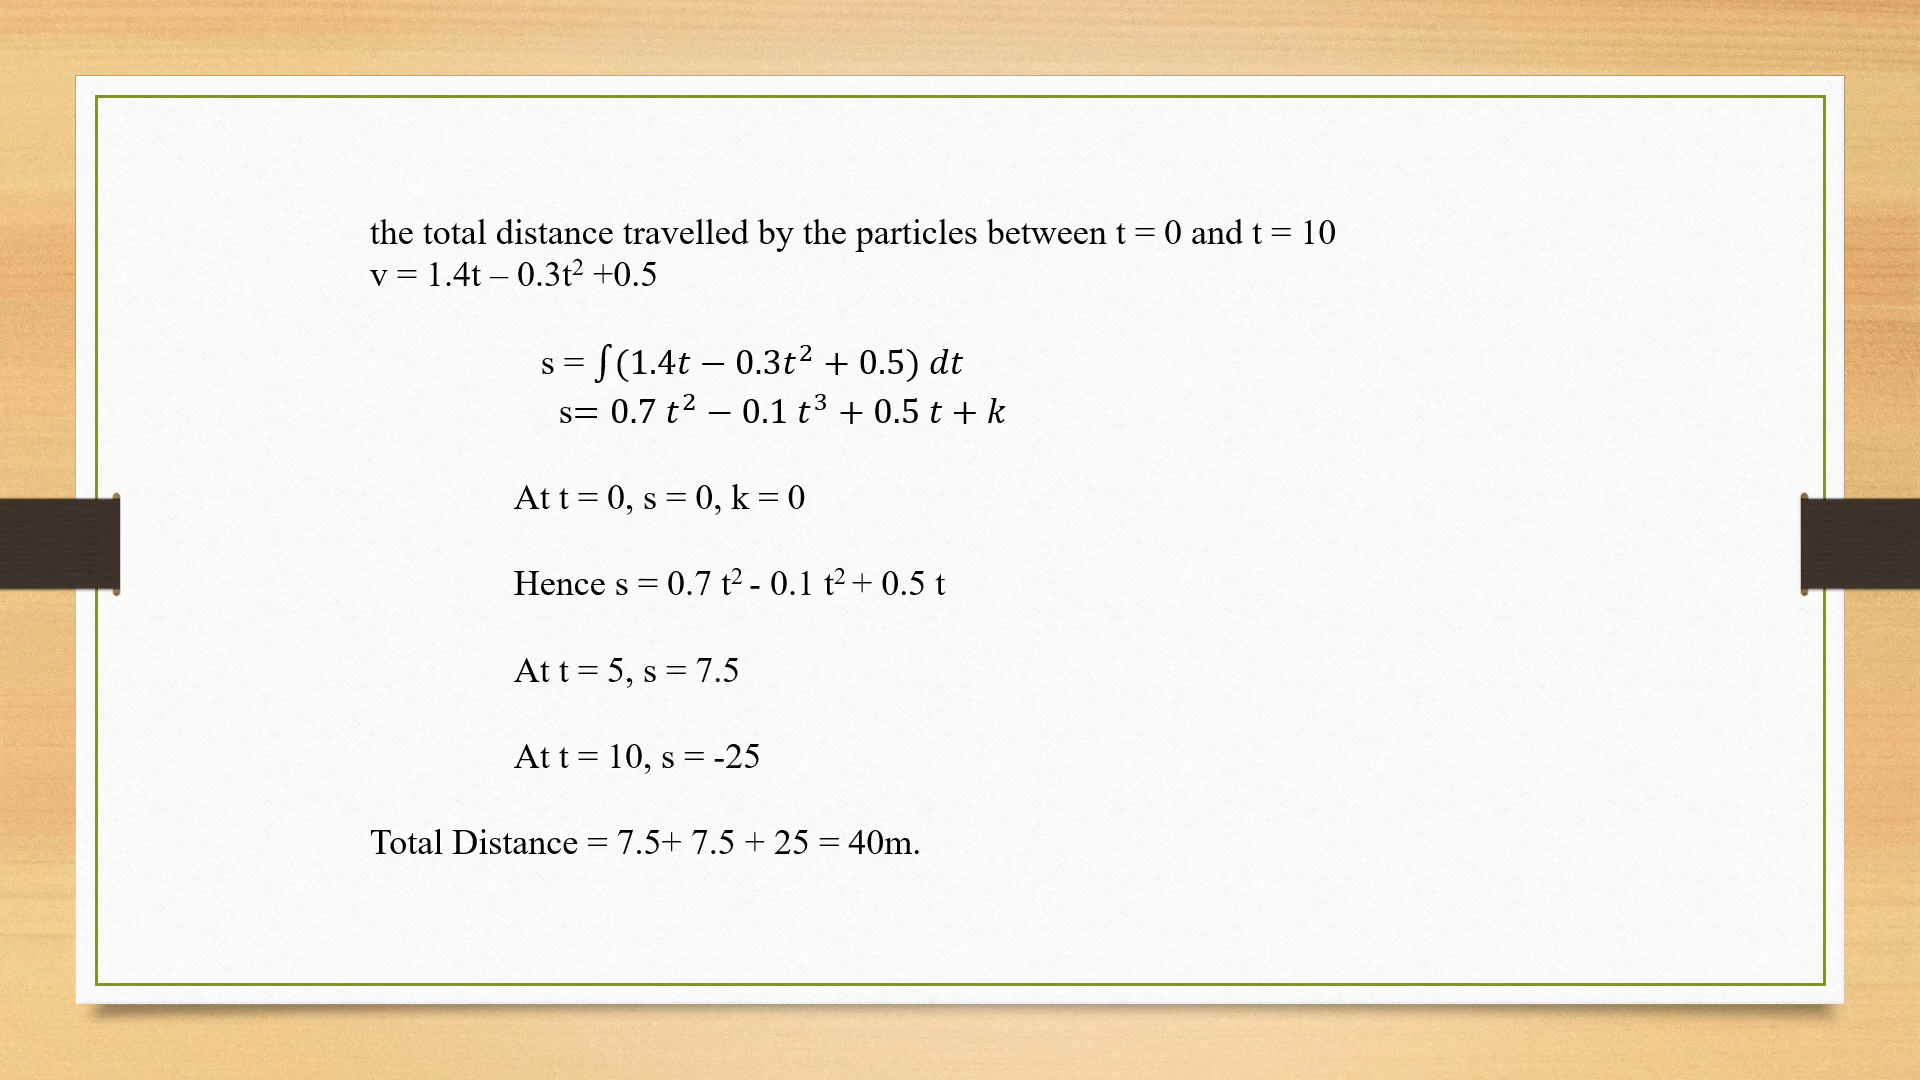 the total distance travelled by the particles between t = 0 and t = 10
v = 1.4t – 0.3t² +0.5
s = ∫(1.4t − 0.3t² + 0.5) dt
s= 0.7 t² − 0.1 t³ + 0.5 t + k
At t = 0, s = 0, k = 0
Hence s = 0.7 t² - 0.1 t² + 0.5 t
At t = 5, s = 7.5
At t = 10, s = -25
Total Distance = 7.5+ 7.5 + 25 = 40m.